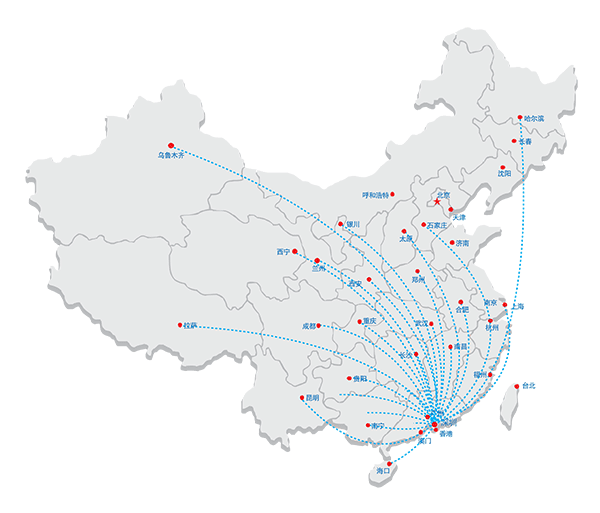 哈尔滨
长春
乌鲁木齐
沈阳
呼和浩特
北京
天津
银川
石家庄
太原
济南
西宁
兰州
西安
郑州
南京
上海
合肥
拉萨
成都
重庆
武汉
杭州
南昌
长沙
贵阳
福州
台北
昆明
南宁
香港
澳门
海口